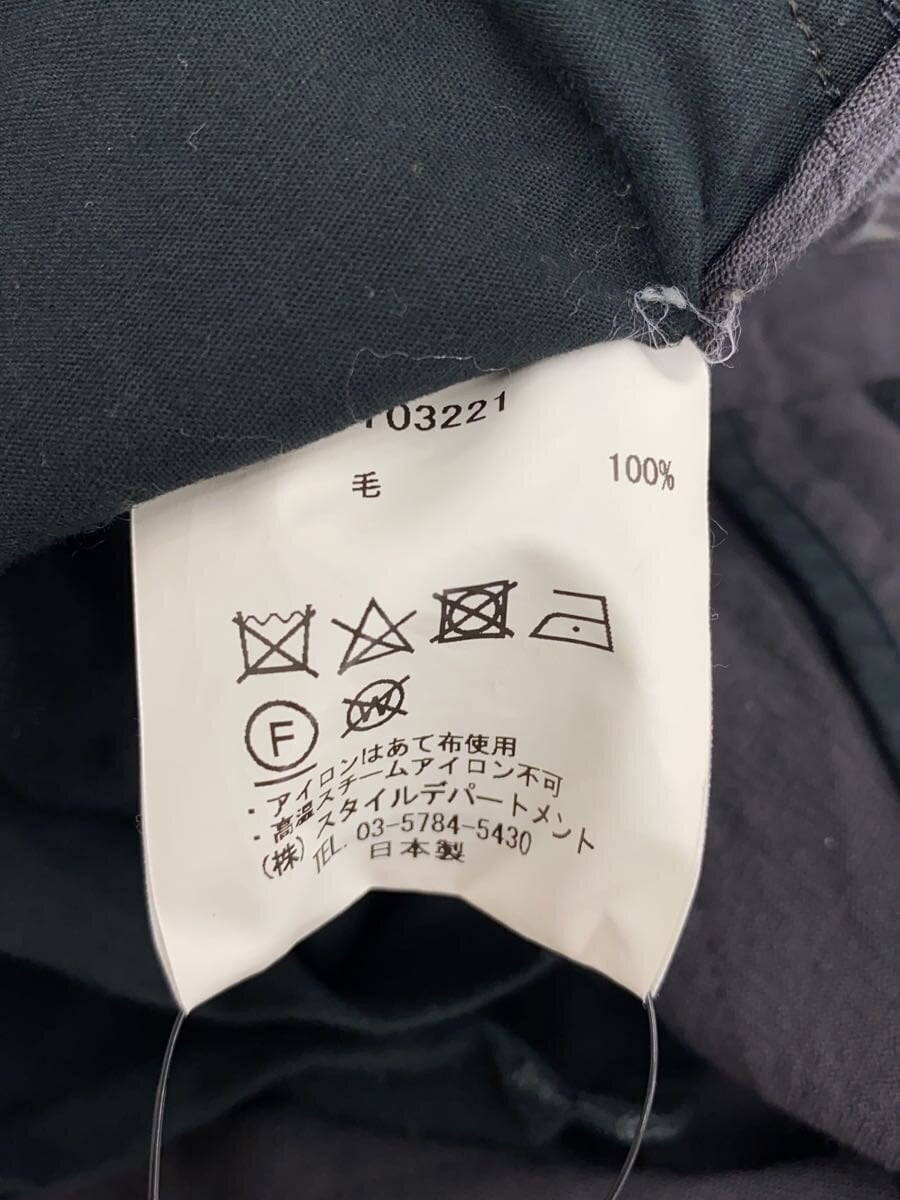 103221
毛 100%
F W
・アイロンはあて布使用
・高温スチームアイロン不可
(株)スタイルデパートメント
TEL. 03-5784-5430
日本製